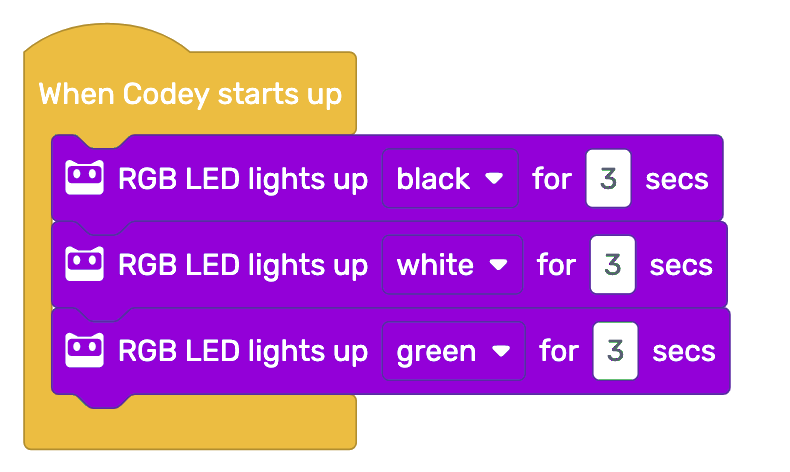 When Codey starts up
RGB LED lights up black for 3 secs
RGB LED lights up white for 3 secs
RGB LED lights up green for 3 secs